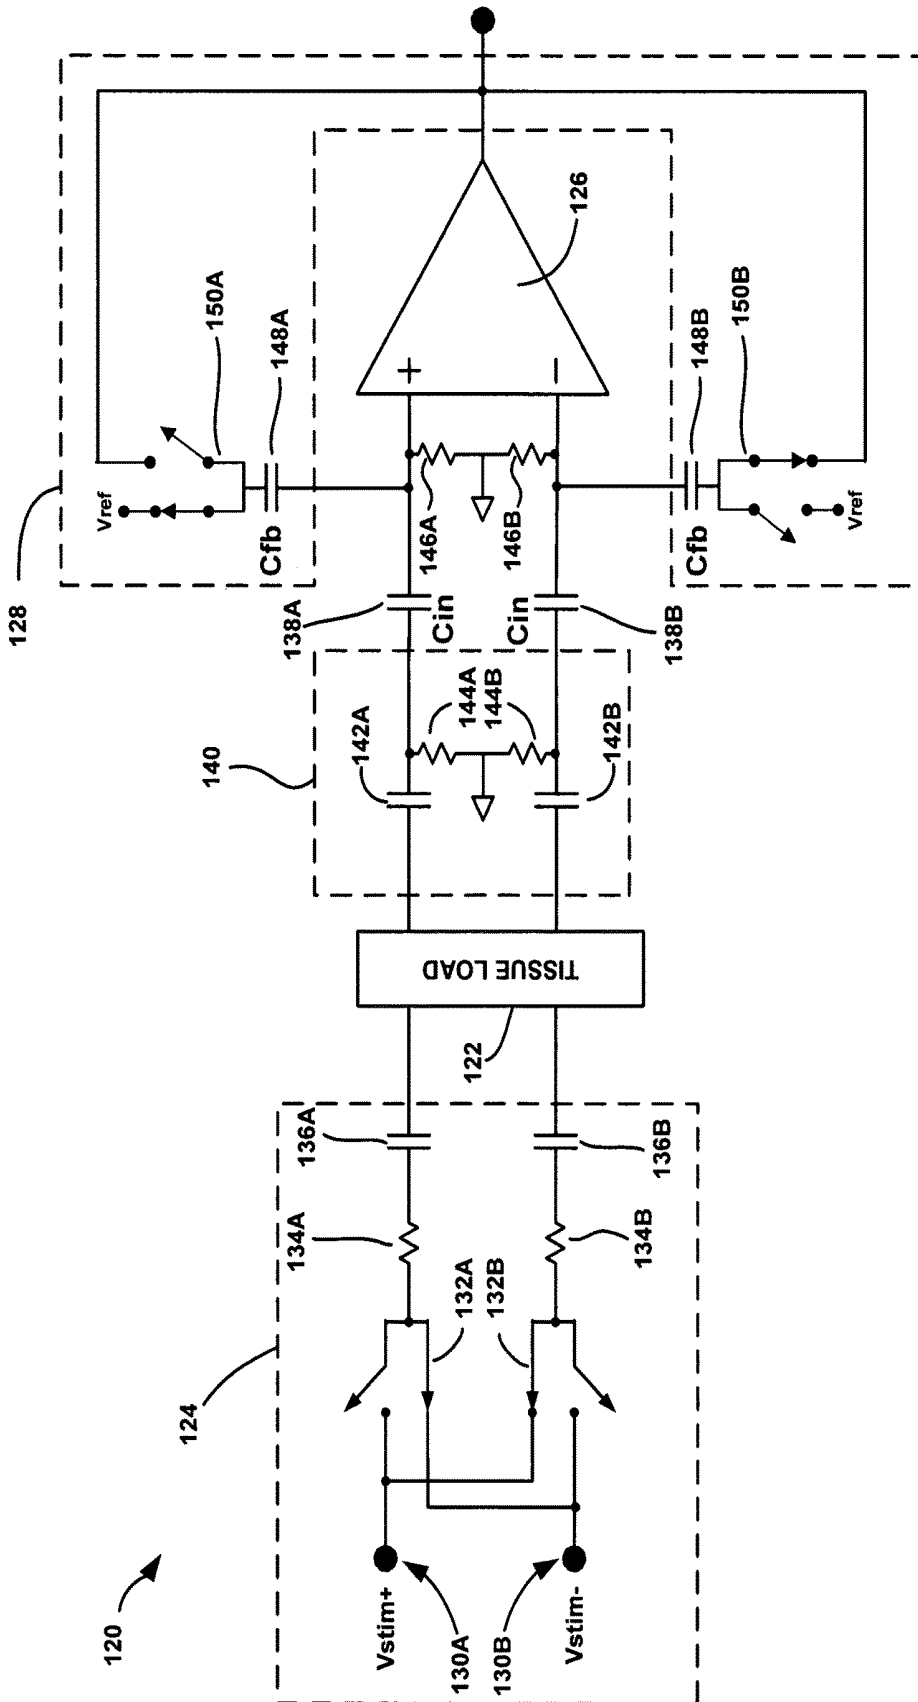 120
124
Vstim+
130A
130B
Vstim-
132A
132B
134A
134B
136A
136B
122
TISSUE LOAD
140
142A
144A
144B
142B
138A
Cin
Cin
138B
128
Vref
Cfb
150A
148A
146A
146B
+
−
126
Cfb
148B
150B
Vref